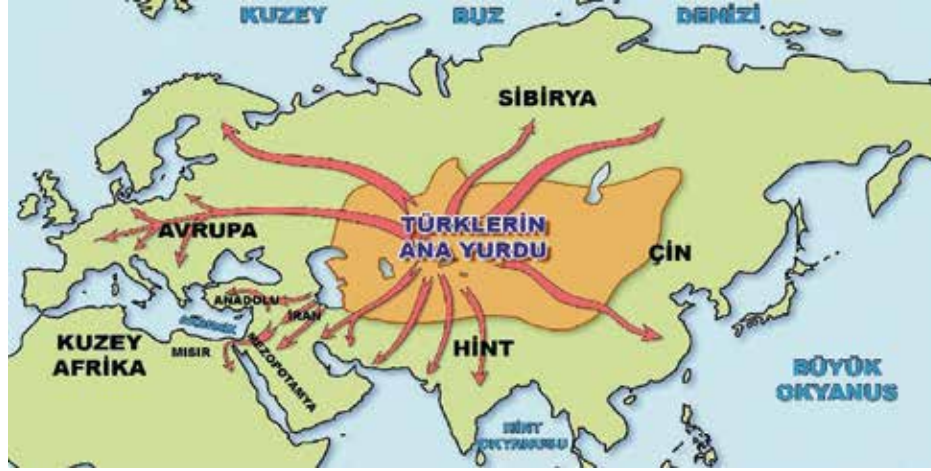 KUZEY BUZ DENİZİ
SİBİRYA
TÜRKLERİN
ANA YURDU
AVRUPA
ÇİN
ANADOLU
İRAN
KUZEY
AFRİKA
MISIR
MEZOPOTAMYA
HİNT
BÜYÜK
OKYANUS
HİNT
OKYANUSU